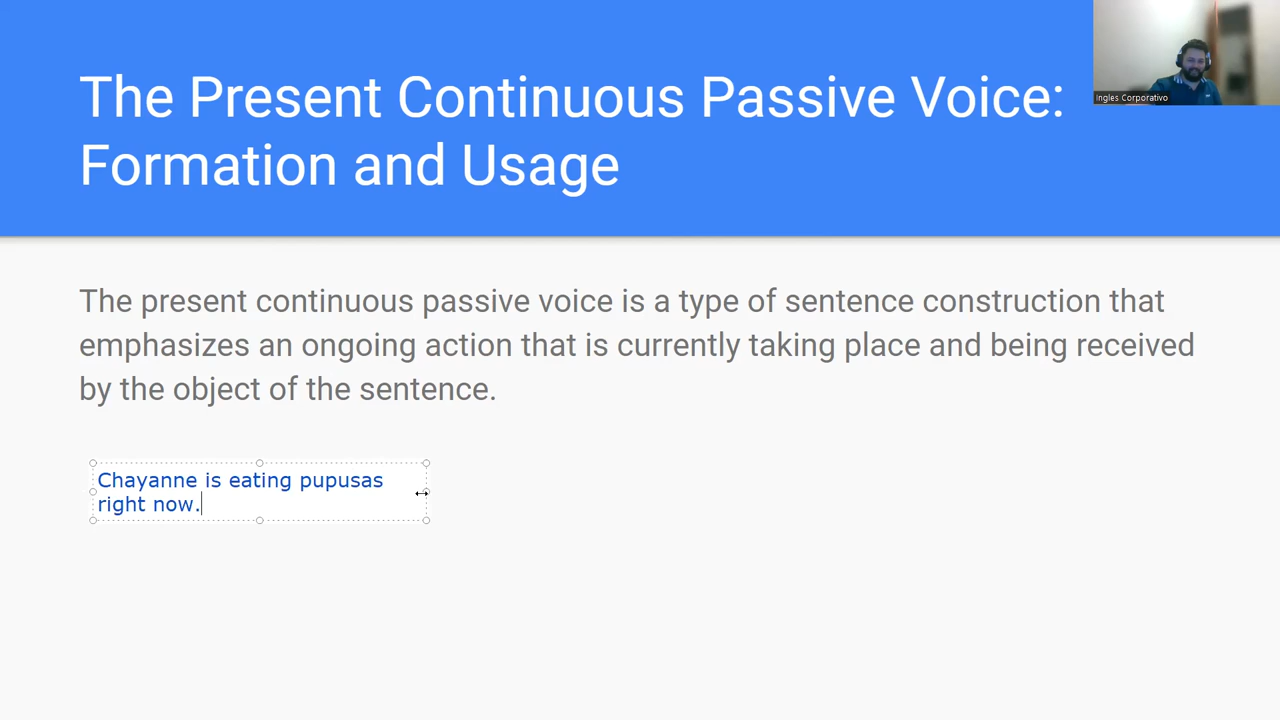 The Present Continuous Passive Voice:
Formation and Usage
Ingles Corporativo
The present continuous passive voice is a type of sentence construction that
emphasizes an ongoing action that is currently taking place and being received
by the object of the sentence.
Chayanne is eating pupusas
right now.